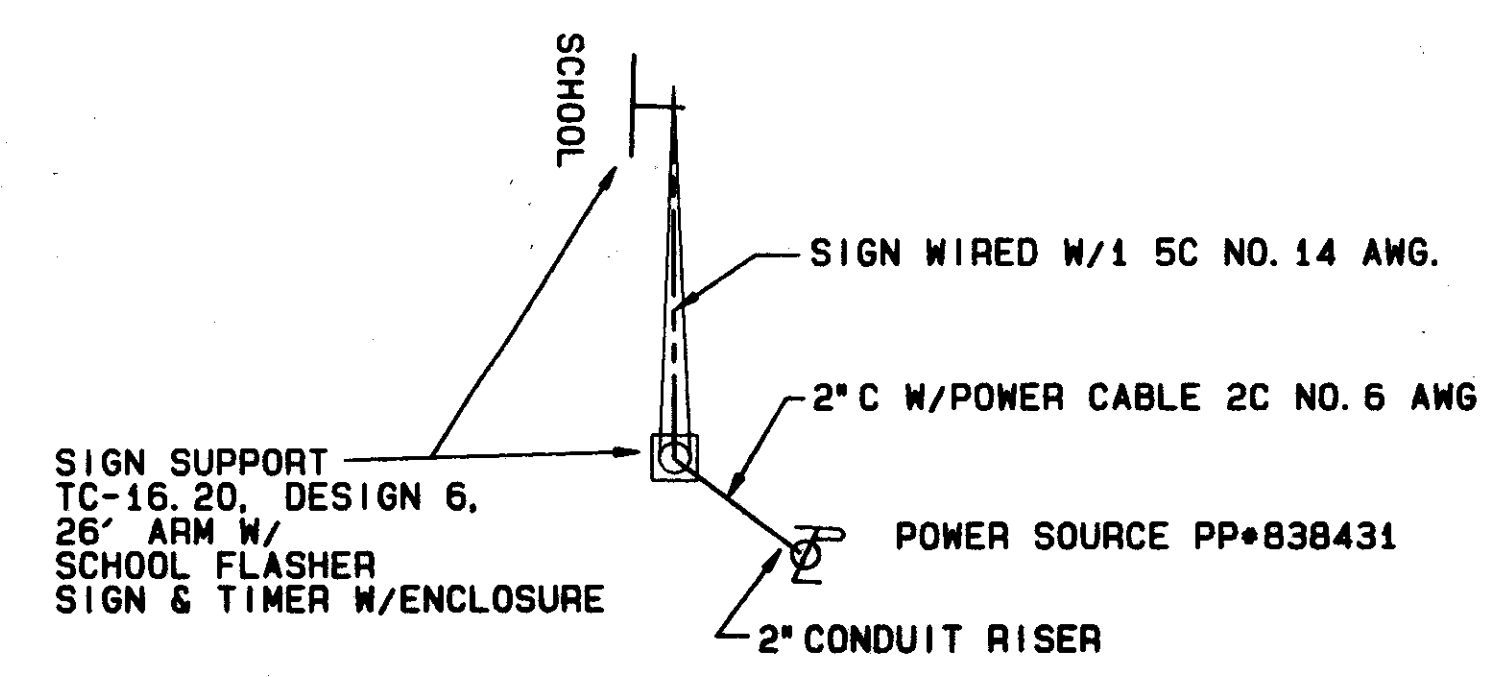 SCHOOL
SIGN WIRED W/1 5C NO. 14 AWG.
2" C W/POWER CABLE 2C NO. 6 AWG
SIGN SUPPORT
TC-16.20, DESIGN 6,
26' ARM W/
SCHOOL FLASHER
SIGN & TIMER W/ENCLOSURE
POWER SOURCE PP#838431
2" CONDUIT RISER